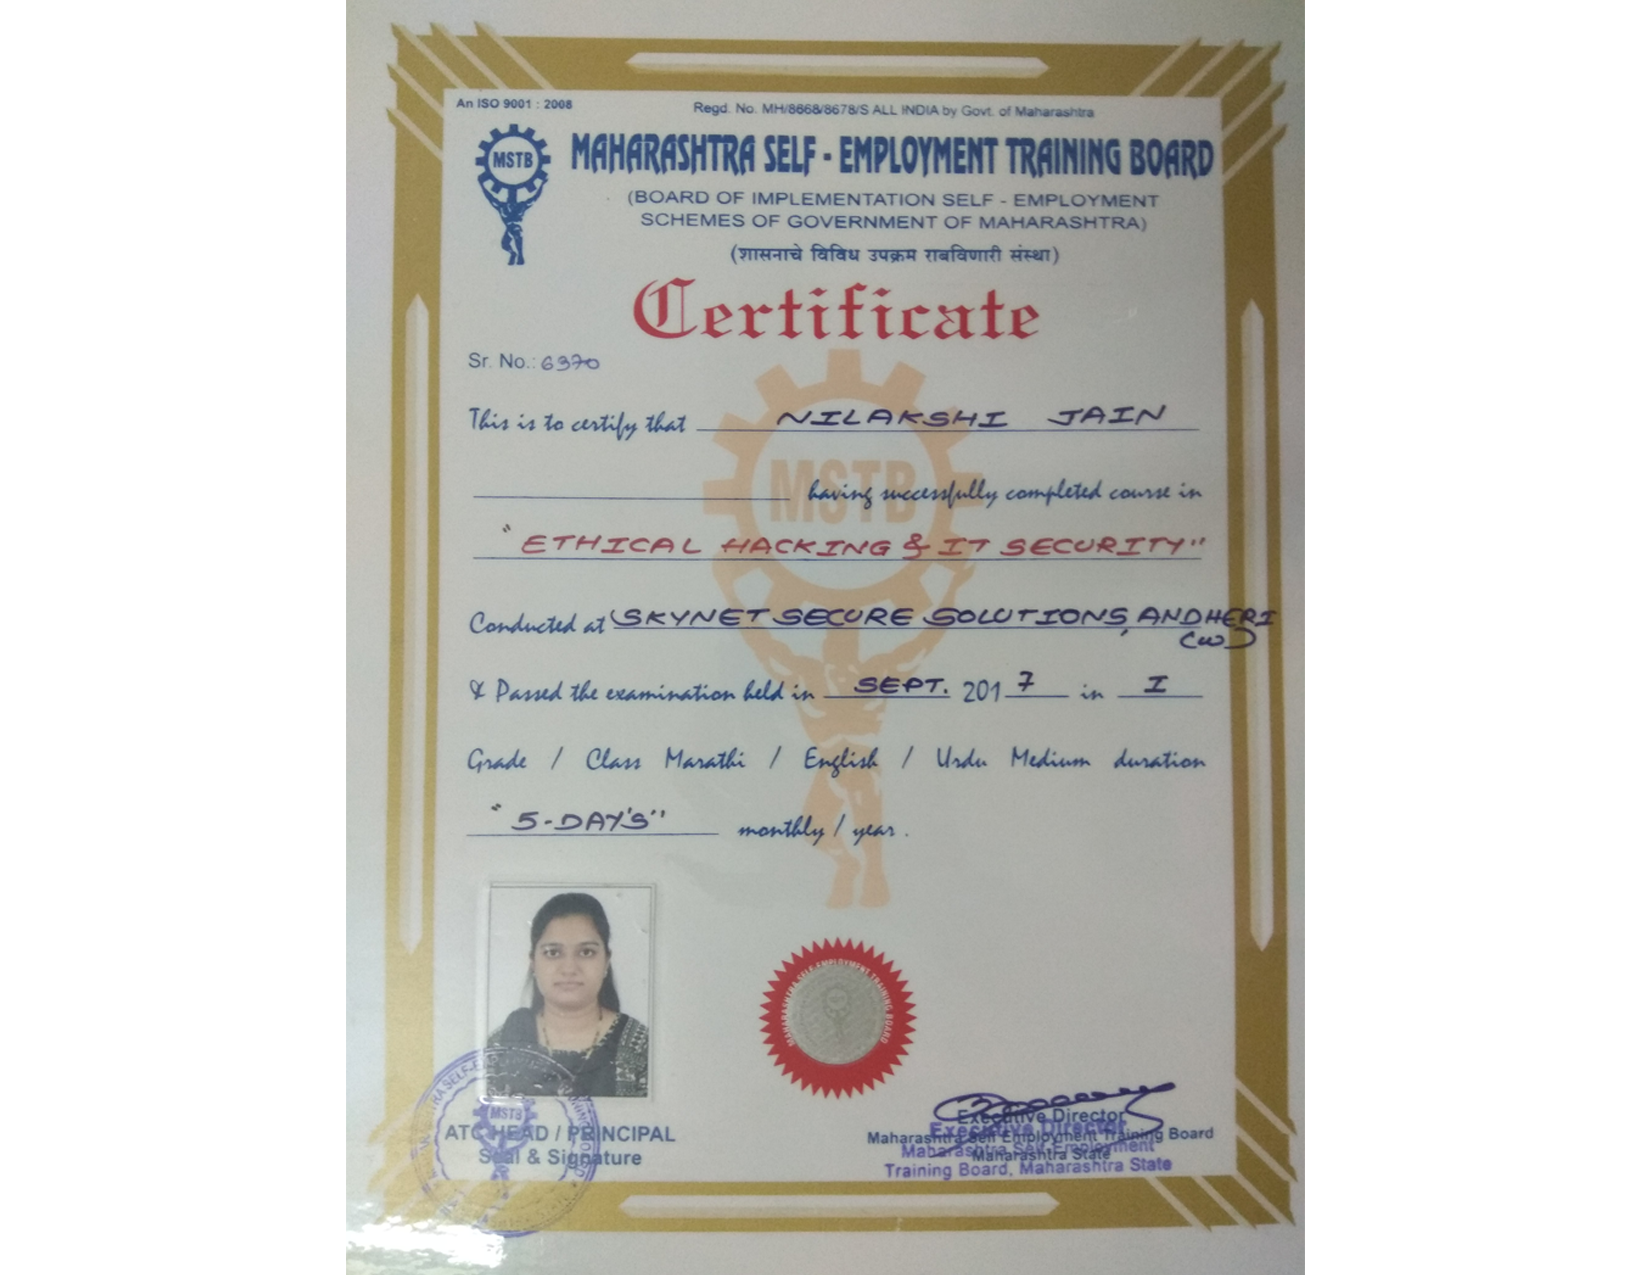 An ISO 9001 : 2008
Regd. No. MH/8668/8678/S ALL INDIA by Govt. of Maharashtra
MSTB
MAHARASHTRA SELF - EMPLOYMENT TRAINING BOARD
(BOARD OF IMPLEMENTATION SELF - EMPLOYMENT
SCHEMES OF GOVERNMENT OF MAHARASHTRA)
(शासनाचे विविध उपक्रम राबविणारी संस्था)
Certificate
Sr. No.: 6370
This is to certify that NILAKSHI JAIN
MSTB
having successfully completed course in
"ETHICAL HACKING & IT SECURITY"
Conducted at SKYNET SECURE SOLUTIONS, ANDHERI
(W)
& Passed the examination held in SEPT. 2017 in I
Grade / Class Marathi / English / Urdu Medium duration
"5-DAY'S" monthly / year.
MAHARASHTRA SELF-EMPLOYMENT TRAINING BOARD
MSTB
ATC HEAD / PRINCIPAL
Seal & Signature
Executive Director
Maharashtra Self Employment Training Board
Maharashtra State
Executive Director
Maharashtra Self-Employment
Training Board, Maharashtra State